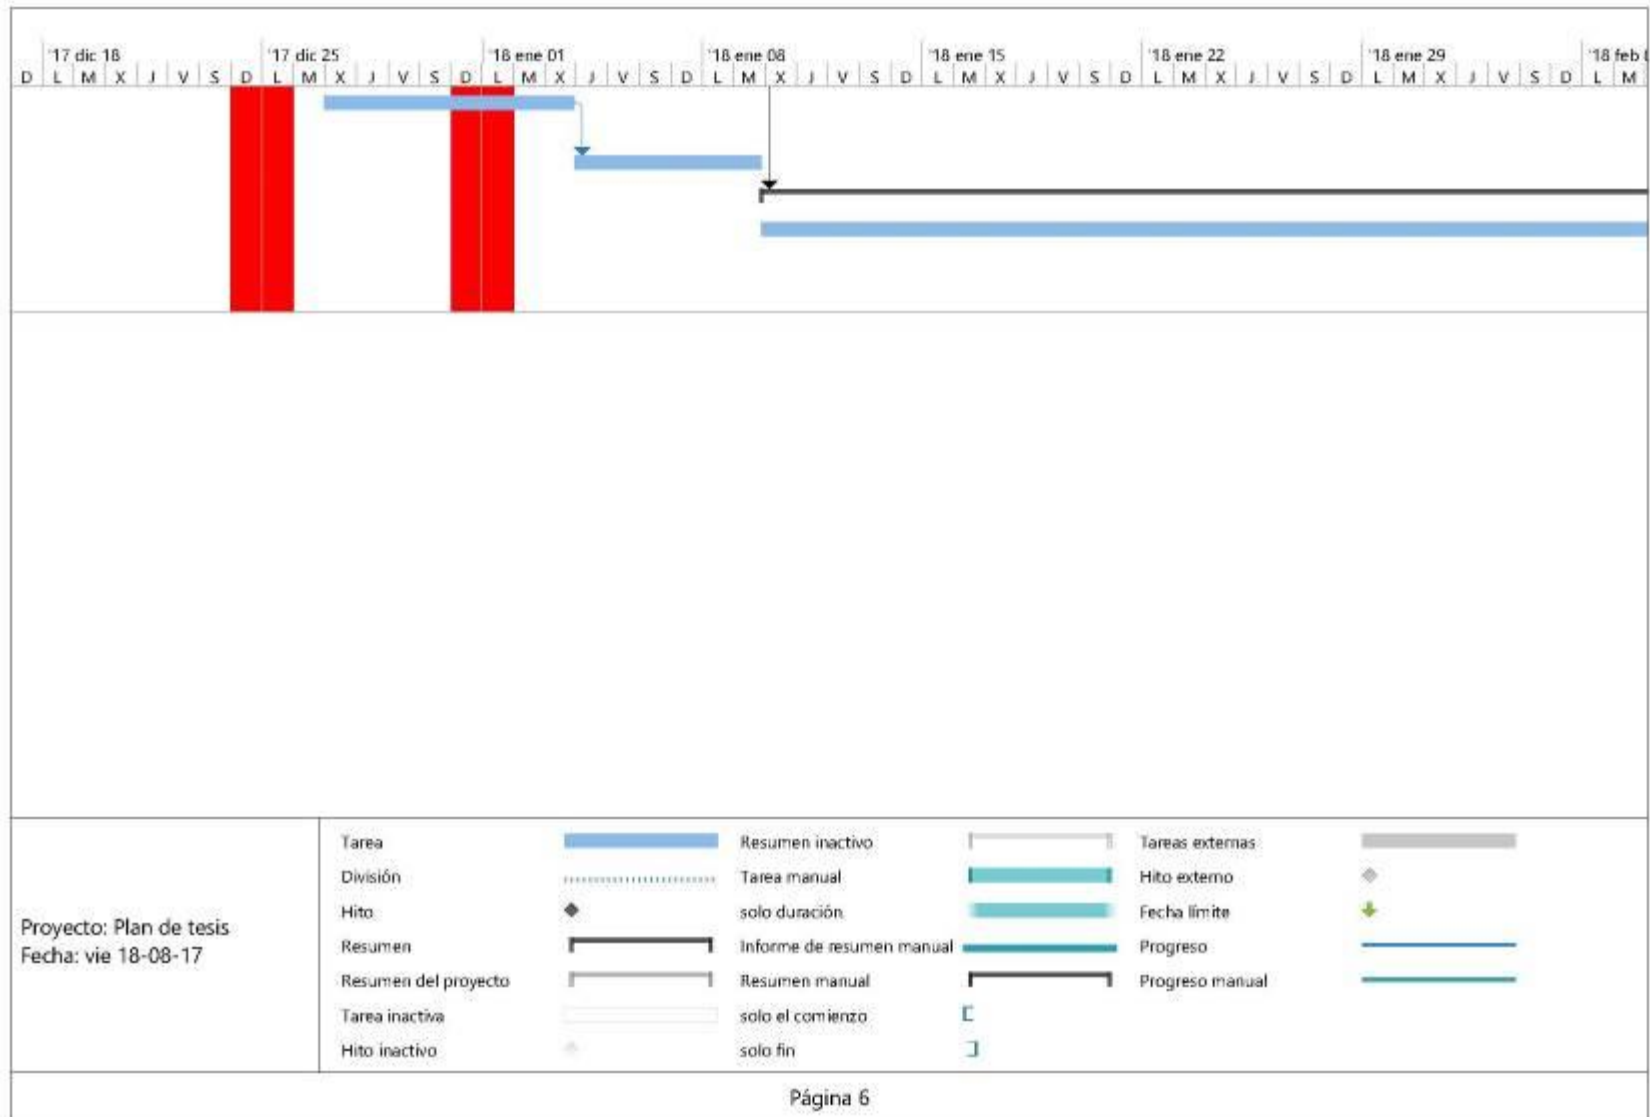 '17 dic 18 '17 dic 25 '18 ene 01 '18 ene 08 '18 ene 15 '18 ene 22 '18 ene 29 '18 feb
D L M X J V S D L M X J V S D L M X J V S D L M X J V S D L M X J V S D L M X J V S D L M X J V S D L M
Tarea
División
Hito
Resumen
Resumen del proyecto
Tarea inactiva
Hito inactivo
Resumen inactivo
Tarea manual
solo duración
Informe de resumen manual
Resumen manual
solo el comienzo
solo fin
Tareas externas
Hito externo
Fecha límite
Progreso
Progreso manual
Proyecto: Plan de tesis
Fecha: vie 18-08-17
Página 6